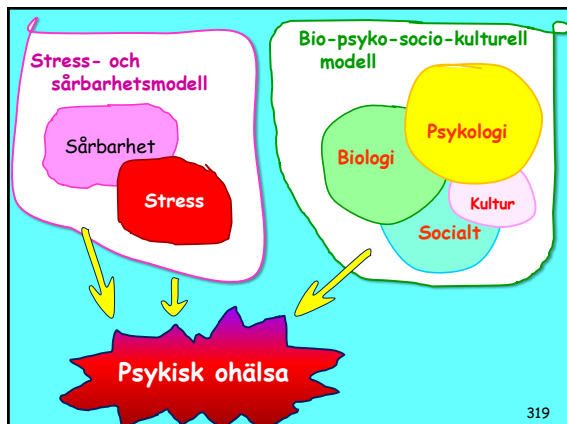 Stress- och
sårbarhetsmodell
Sårbarhet
Stress
Bio-psyko-socio-kulturell
modell
Psykologi
Biologi
Kultur
Socialt
Psykisk ohälsa
319